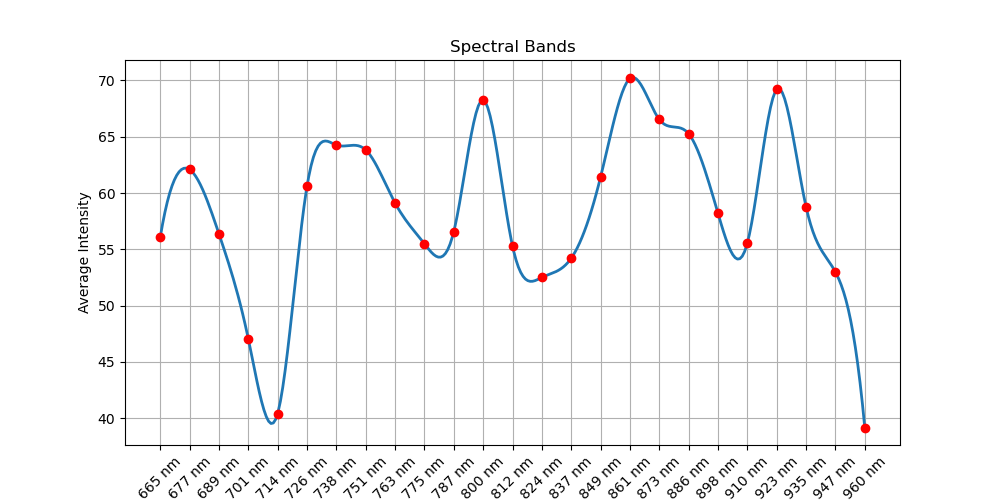 Spectral Bands
Average Intensity
70
65
60
55
50
45
40
665 nm
677 nm
689 nm
701 nm
714 nm
726 nm
738 nm
751 nm
763 nm
775 nm
787 nm
800 nm
812 nm
824 nm
837 nm
849 nm
861 nm
873 nm
886 nm
898 nm
910 nm
923 nm
935 nm
947 nm
960 nm